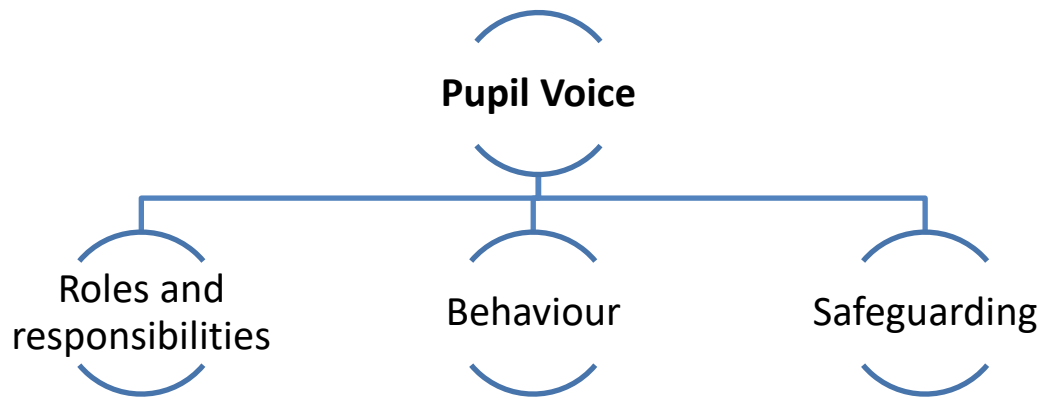 Pupil Voice
Roles and
responsibilities
Behaviour
Safeguarding